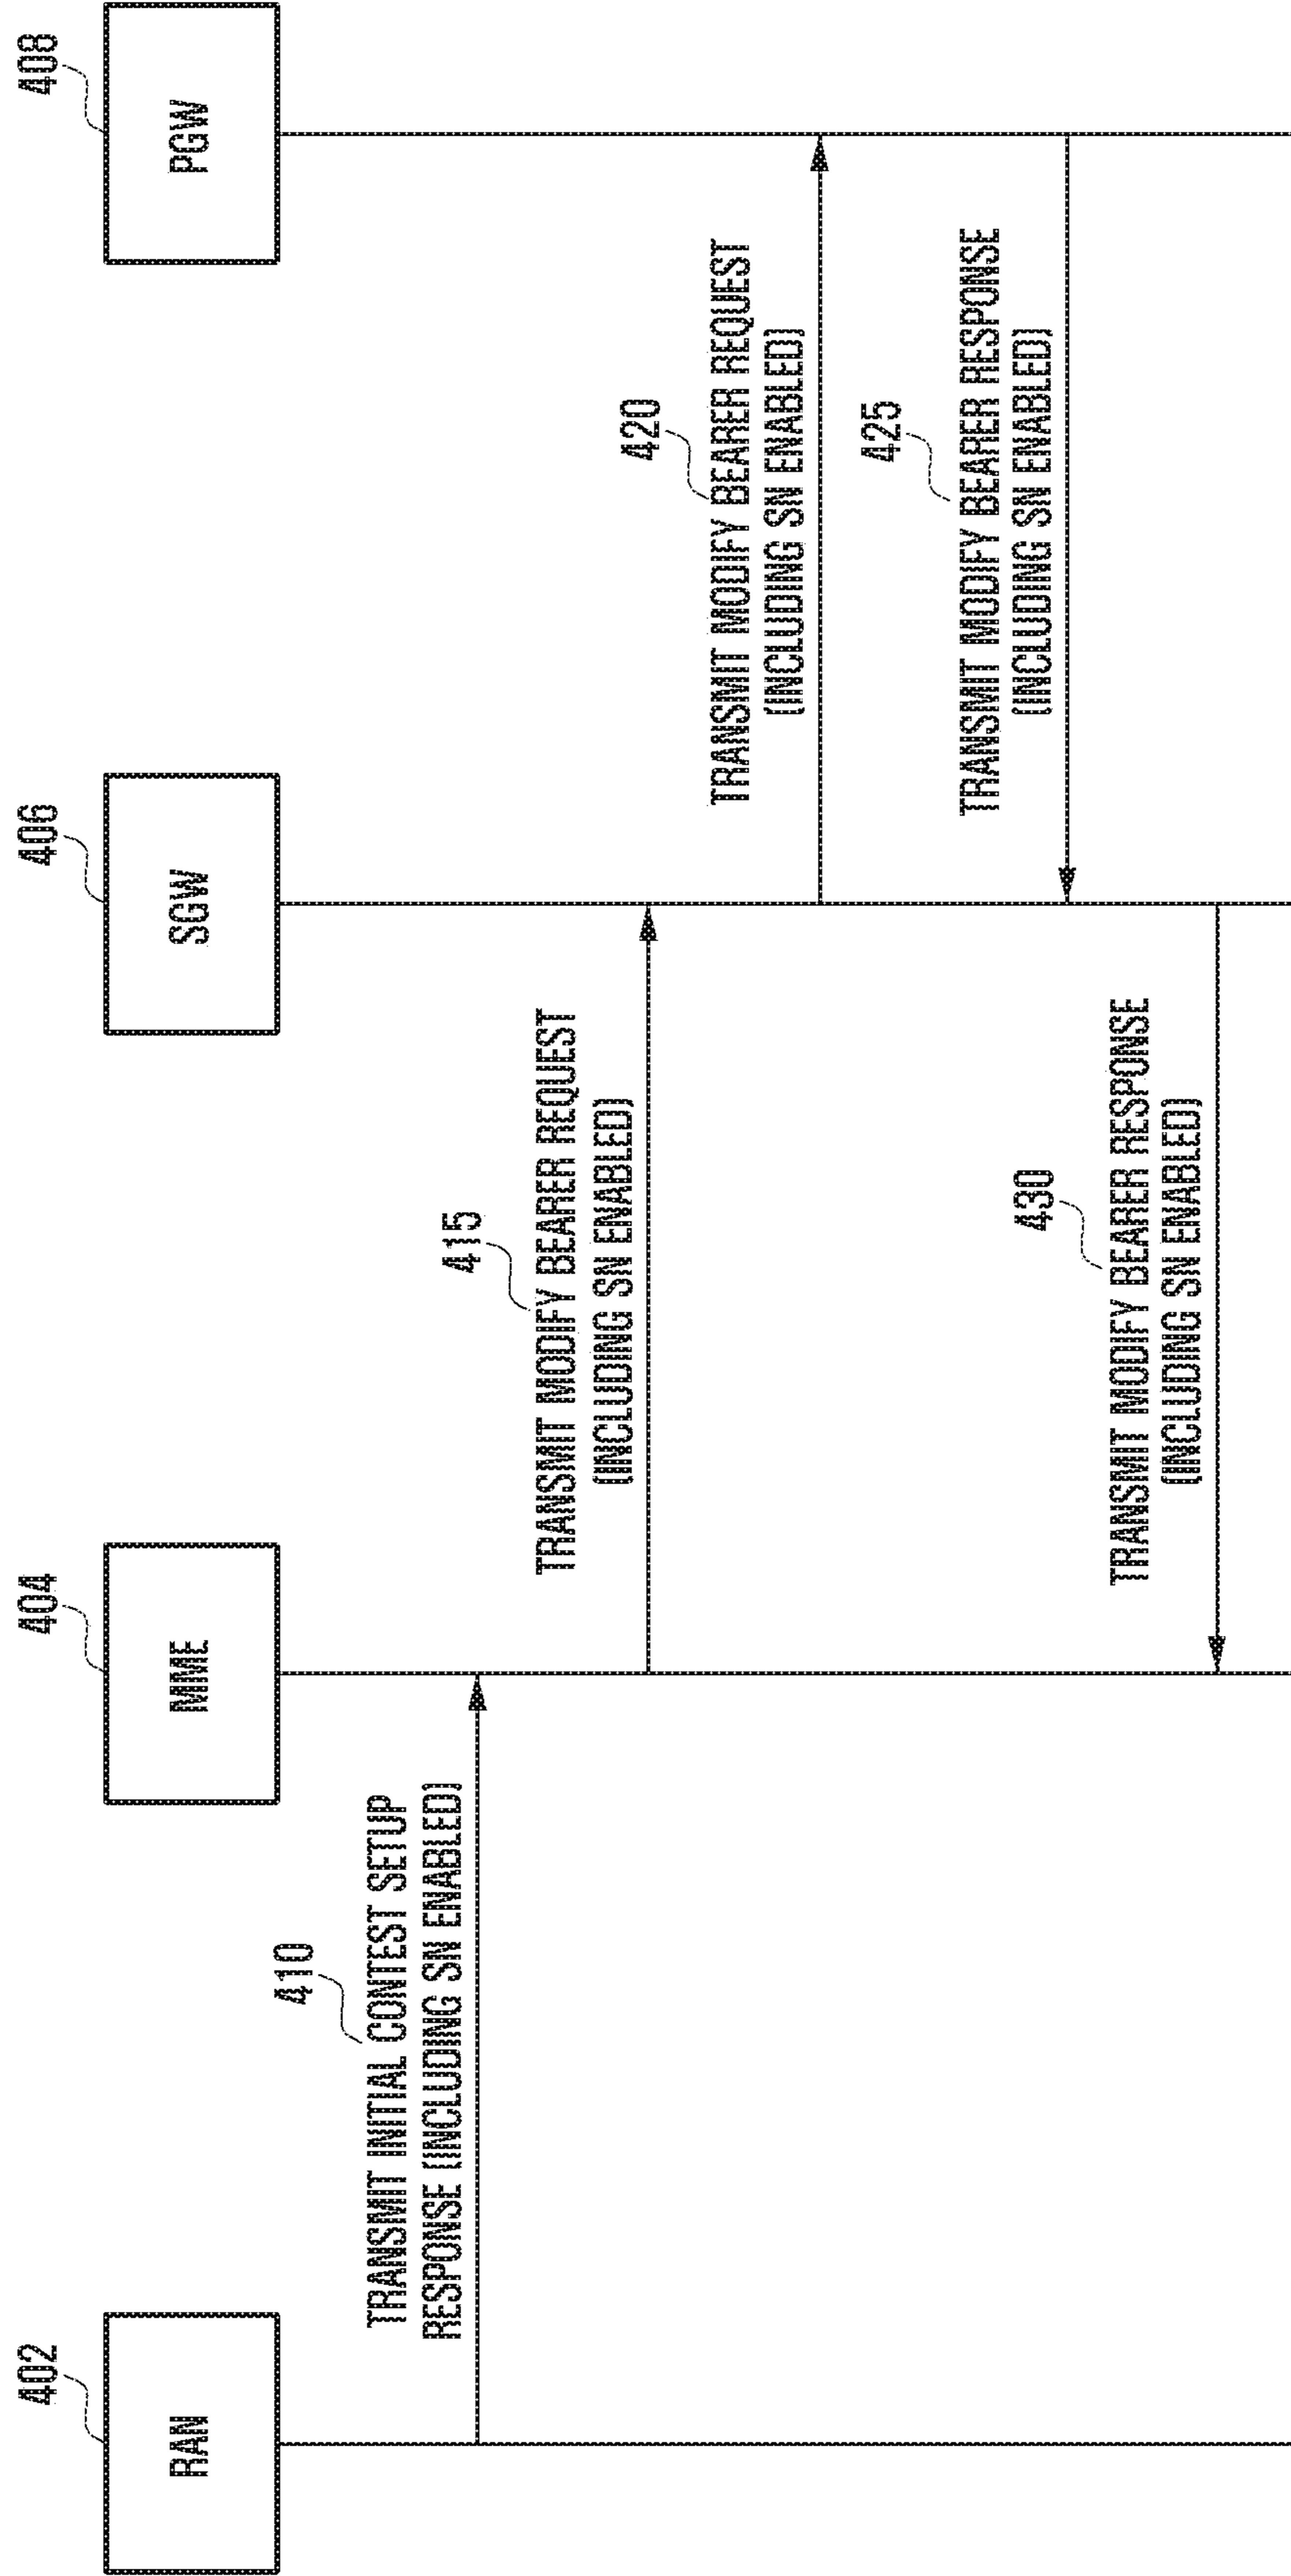 402
RAN
404
MME
406
SGW
408
PGW
410
TRANSMIT INITIAL CONTEST SETUP
RESPONSE (INCLUDING SN ENABLED)
415
TRANSMIT MODIFY BEARER REQUEST
(INCLUDING SN ENABLED)
420
TRANSMIT MODIFY BEARER REQUEST
(INCLUDING SN ENABLED)
425
TRANSMIT MODIFY BEARER RESPONSE
(INCLUDING SN ENABLED)
430
TRANSMIT MODIFY BEARER RESPONSE
(INCLUDING SN ENABLED)